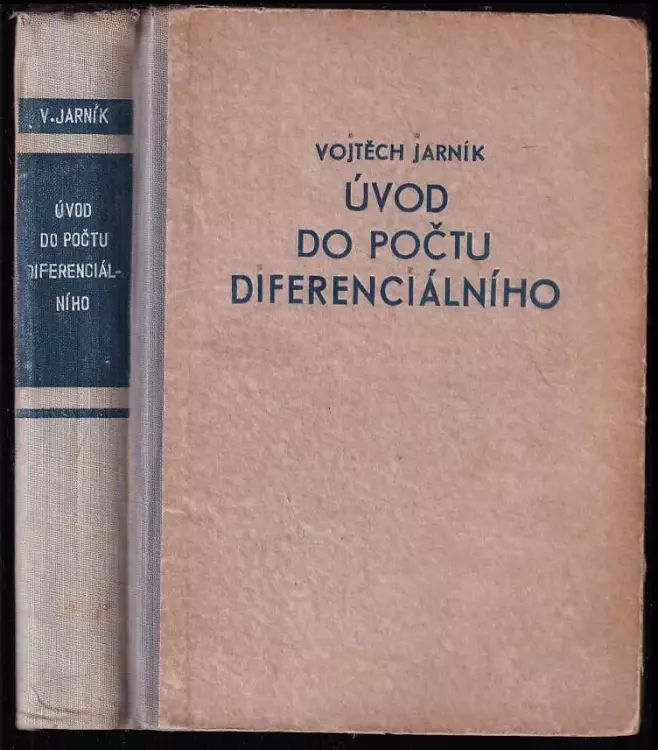 V. JARNÍK
ÚVOD
DO POČTU
DIFERENCIÁL-
NÍHO
VOJTĚCH JARNÍK
ÚVOD
DO POČTU
DIFERENCIÁLNÍHO